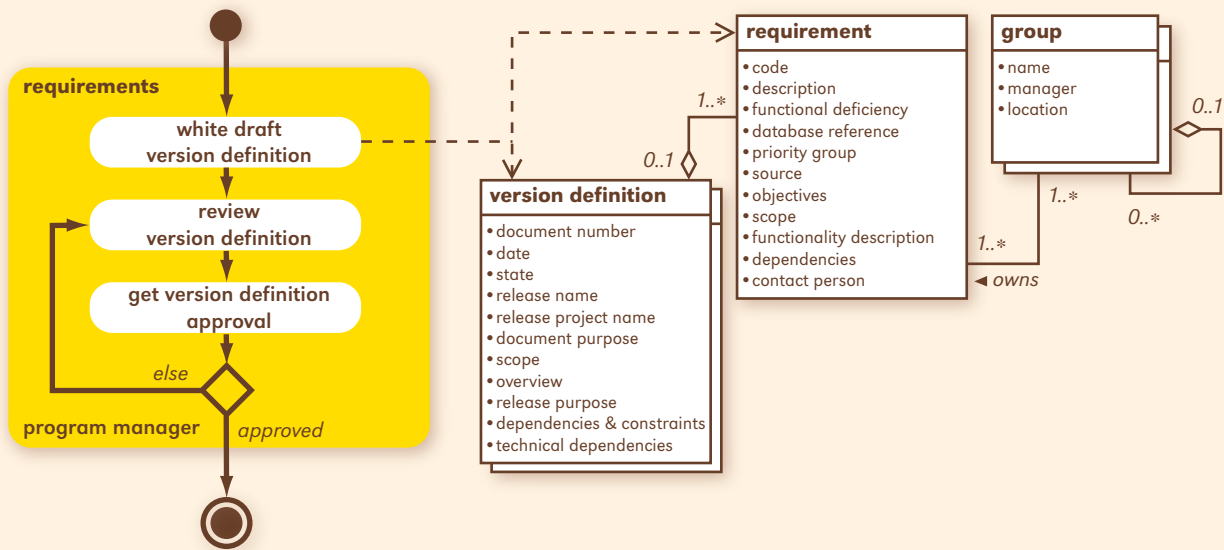 requirements
white draft
version definition
review
version definition
get version definition
approval
else
program manager
approved
requirement
• code
• description
• functional deficiency
• database reference
• priority group
• source
• objectives
• scope
• functionality description
• dependencies
• contact person
group
• name
• manager
• location
1..*
0..1
0..1
0..*
1..*
1..*
◄ owns
version definition
• document number
• date
• state
• release name
• release project name
• document purpose
• scope
• overview
• release purpose
• dependencies & constraints
• technical dependencies